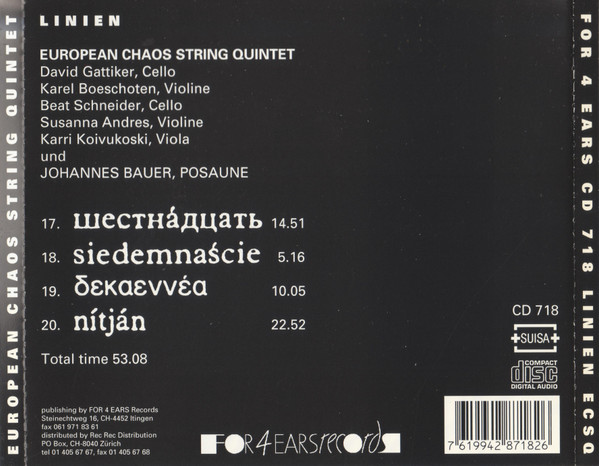 EUROPEAN CHAOS STRING QUINTET
LINIEN
EUROPEAN CHAOS STRING QUINTET
David Gattiker, Cello
Karel Boeschoten, Violine
Beat Schneider, Cello
Susanna Andres, Violine
Karri Koivukoski, Viola
und
JOHANNES BAUER, POSAUNE
17. шестнáдцать 14.51
18. siedemnaście 5.16
19. δεκαεννέα 10.05
20. nítján 22.52
Total time 53.08
publishing by FOR 4 EARS Records
Steinechtweg 16, CH-4452 Itingen
fax 061 971 83 61
distributed by Rec Rec Distribution
PO Box, CH-8040 Zürich
tel 01 405 67 67, fax 01 405 67 68
FOR 4 EARS records
CD 718
SUISA
COMPACT
disc
DIGITAL AUDIO
7 619942 871826
FOR 4 EARS CD 718 LINIEN ECSQ